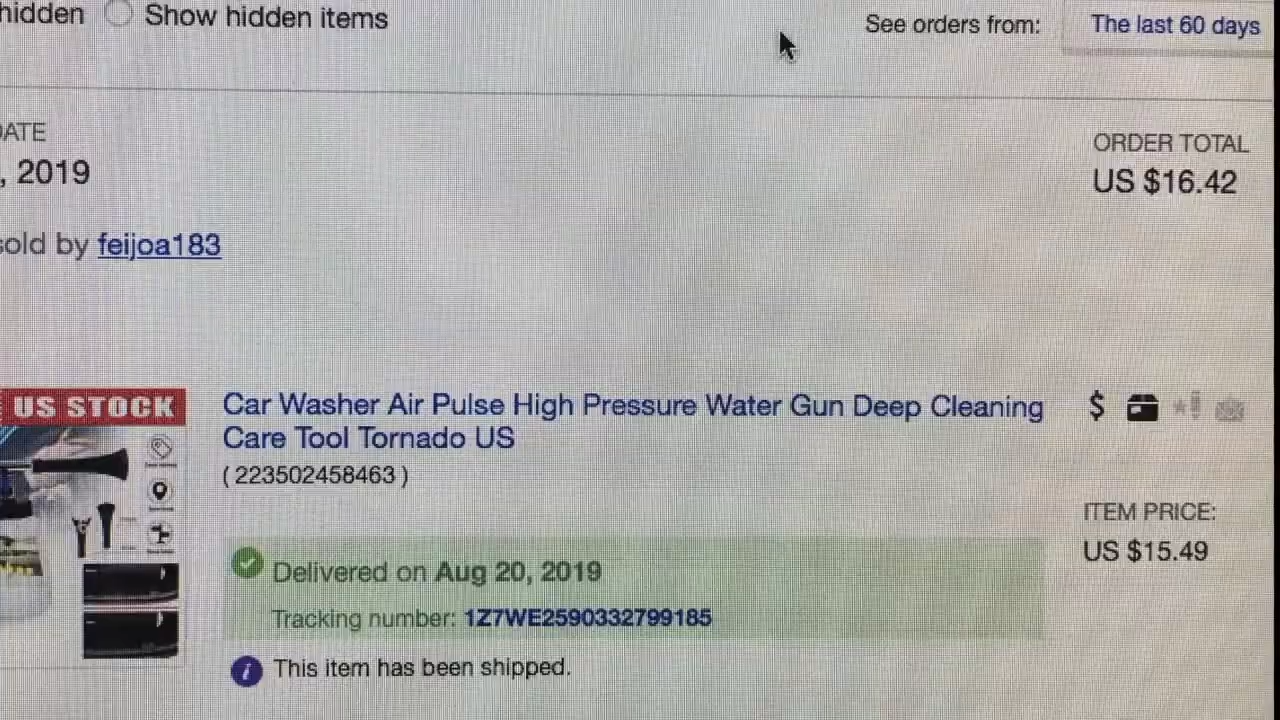 hidden Show hidden items
See orders from: The last 60 days
DATE
, 2019
ORDER TOTAL
US $16.42
sold by feijoa183
US STOCK
Car Washer Air Pulse High Pressure Water Gun Deep Cleaning
Care Tool Tornado US
( 223502458463 )
ITEM PRICE:
US $15.49
Delivered on Aug 20, 2019
Tracking number: 1Z7WE2590332799185
This item has been shipped.